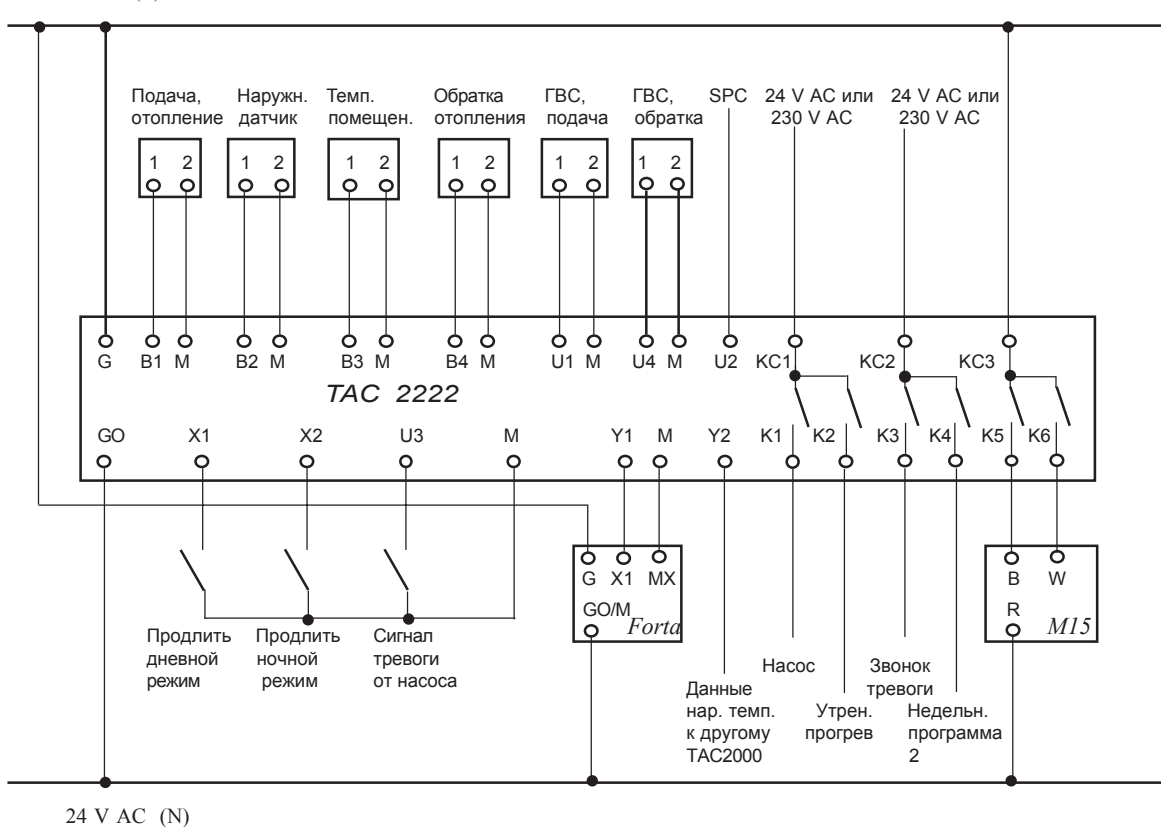 Подача, Наружн. Темп. Обратка ГВС, ГВС, SPC 24 V AC или 24 V AC или
отопление датчик помещен. отопления подача обратка 230 V AC 230 V AC
1 2 1 2 1 2 1 2 1 2 1 2
G B1 M B2 M B3 M B4 M U1 M U4 M U2 KC1 KC2 KC3
TAC 2222
GO X1 X2 U3 M Y1 M Y2 K1 K2 K3 K4 K5 K6
G X1 MX B W
GO/M R
Forta M15
Продлить Продлить Сигнал
дневной ночной тревоги
режим режим от насоса
Насос Звонок
тревоги
Данные
нар. темп. Утрен. Недельн.
к другому прогрев программа
TAC2000 2
24 V AC (N)